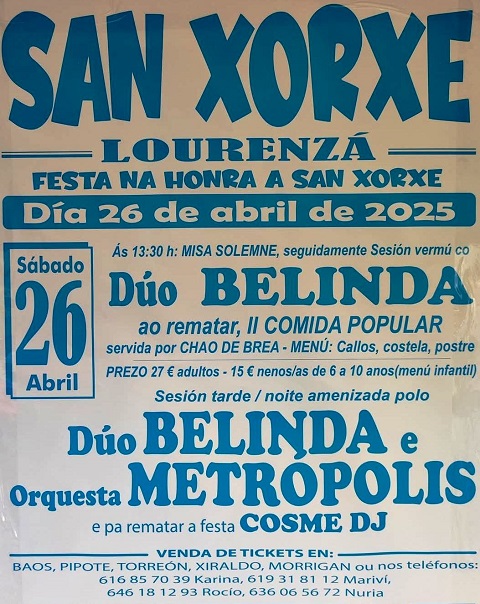 SAN XORXE
LOURENZÁ
FESTA NA HONRA A SAN XORXE
Día 26 de abril de 2025
Ás 13:30 h: MISA SOLEMNE, seguidamente Sesión vermú co
Sábado
26
Abril
Dúo BELINDA
ao rematar, II COMIDA POPULAR
servida por CHAO DE BREA - MENÚ: Callos, costela, postre
PREZO 27 € adultos - 15 € nenos/as de 6 a 10 anos(menú infantil)
Sesión tarde / noite amenizada polo
Dúo BELINDA e
Orquesta METRÓPOLIS
e pa rematar a festa COSME DJ
VENDA DE TICKETS EN:
BAOS, PIPOTE, TORREÓN, XIRALDO, MORRIGAN ou nos teléfonos:
616 85 70 39 Karina, 619 31 81 12 Mariví,
646 18 12 93 Rocío, 636 06 56 72 Nuria